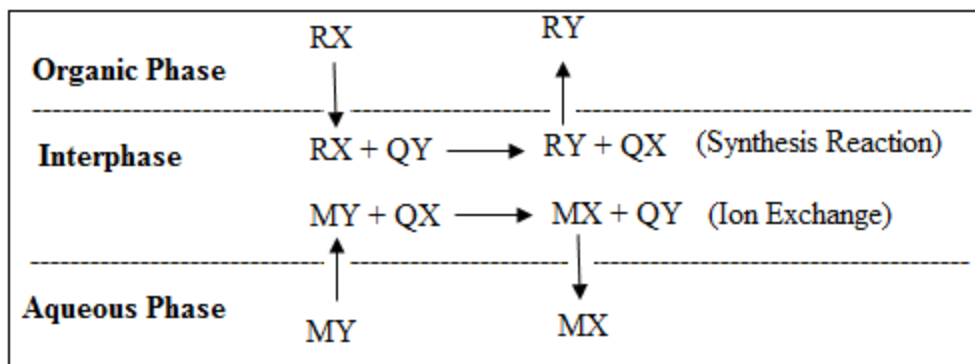 RX RY
Organic Phase
Interphase RX + QY RY + QX (Synthesis Reaction)
MY + QX MX + QY (Ion Exchange)
Aqueous Phase MY MX